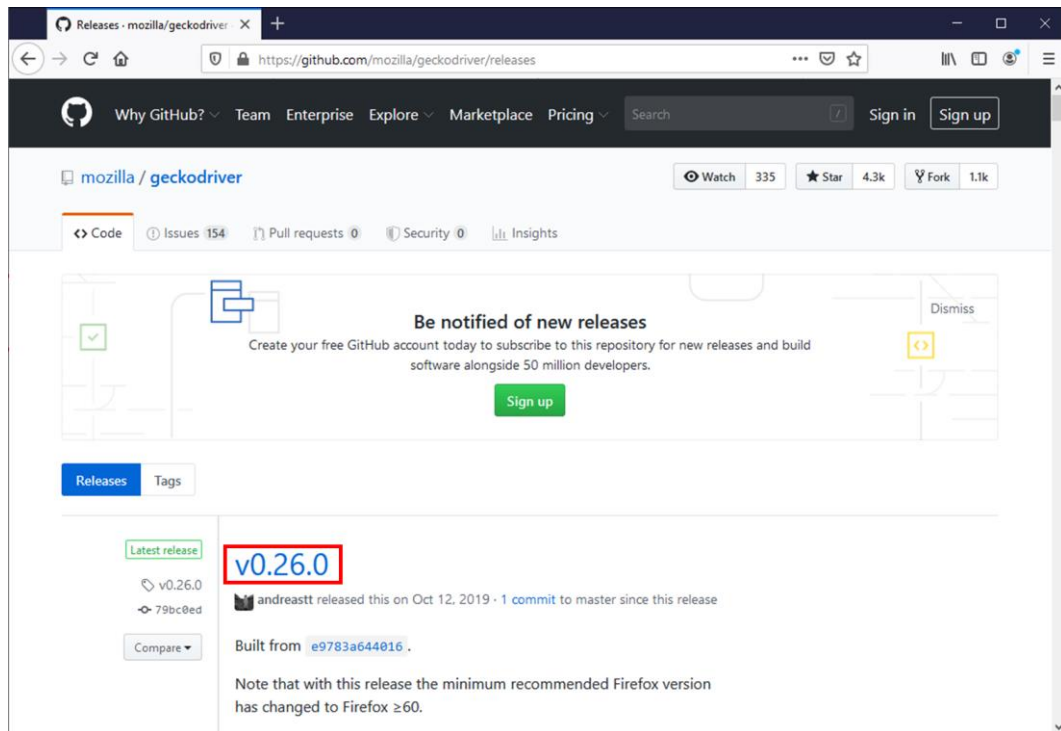 Releases · mozilla/geckodriver
https://github.com/mozilla/geckodriver/releases
Why GitHub? Team Enterprise Explore Marketplace Pricing Search / Sign in Sign up
mozilla / geckodriver Watch 335 Star 4.3k Fork 1.1k
Code Issues 154 Pull requests 0 Security 0 Insights
Dismiss
Be notified of new releases
Create your free GitHub account today to subscribe to this repository for new releases and build
software alongside 50 million developers.
Sign up
Releases Tags
Latest release
v0.26.0
79bc0ed
Compare
v0.26.0
andreastt released this on Oct 12, 2019 · 1 commit to master since this release
Built from e9783a644016 .
Note that with this release the minimum recommended Firefox version
has changed to Firefox ≥60.